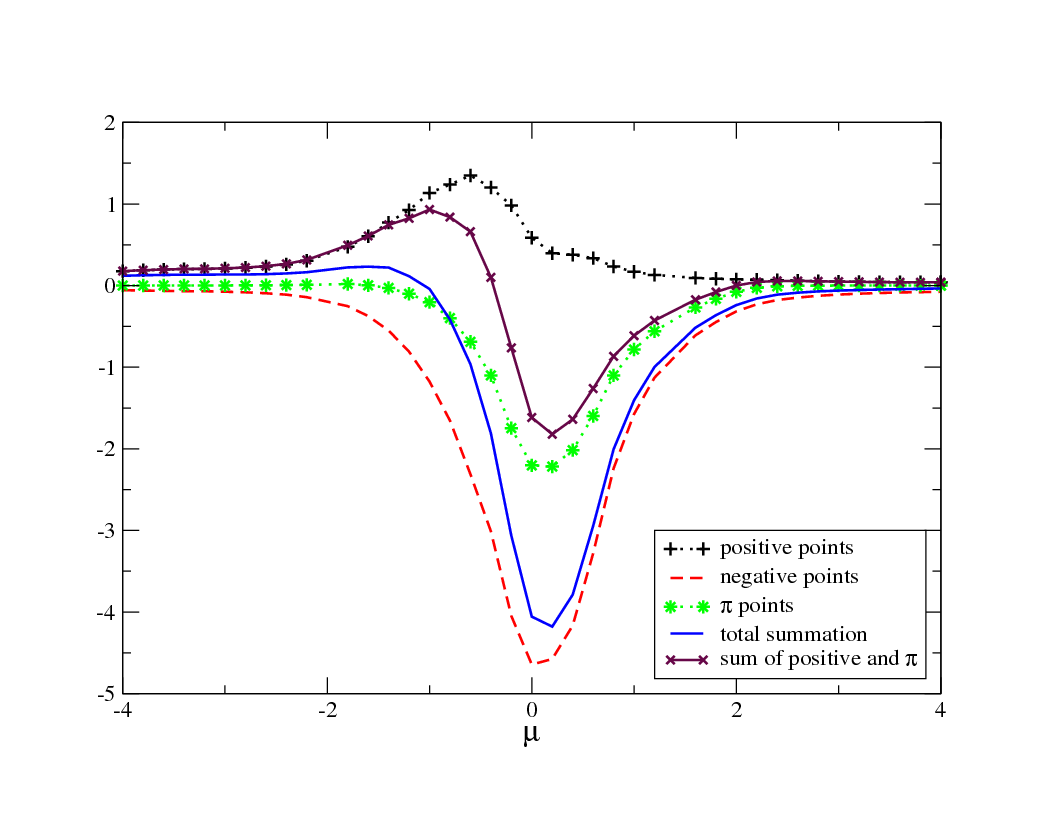 2
1
0
-1
-2
-3
-4
-5
-4 -2 0 2 4
μ
positive points
negative points
π points
total summation
sum of positive and π